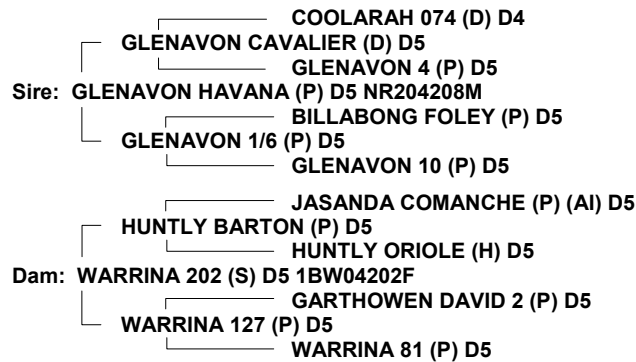 COOLARAH 074 (D) D4
GLENAVON CAVALIER (D) D5
GLENAVON 4 (P) D5
Sire: GLENAVON HAVANA (P) D5 NR204208M
BILLABONG FOLEY (P) D5
GLENAVON 1/6 (P) D5
GLENAVON 10 (P) D5
JASANDA COMANCHE (P) (AI) D5
HUNTLY BARTON (P) D5
HUNTLY ORIOLE (H) D5
Dam: WARRINA 202 (S) D5 1BW04202F
GARTHOWEN DAVID 2 (P) D5
WARRINA 127 (P) D5
WARRINA 81 (P) D5